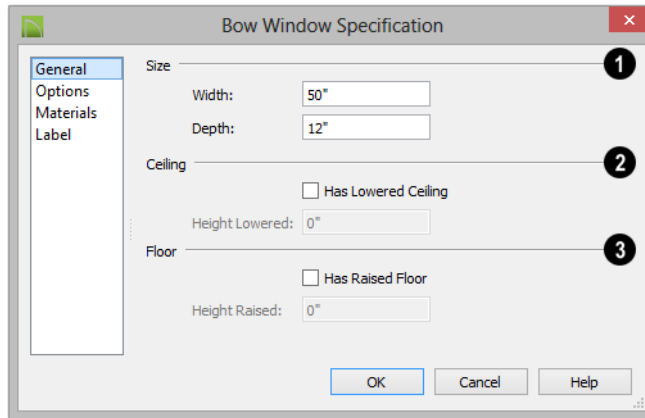 Bow Window Specification
General
Options
Materials
Label
Size
1
Width: 50"
Depth: 12"
Ceiling
2
Has Lowered Ceiling
Height Lowered: 0"
Floor
3
Has Raised Floor
Height Raised: 0"
OK Cancel Help